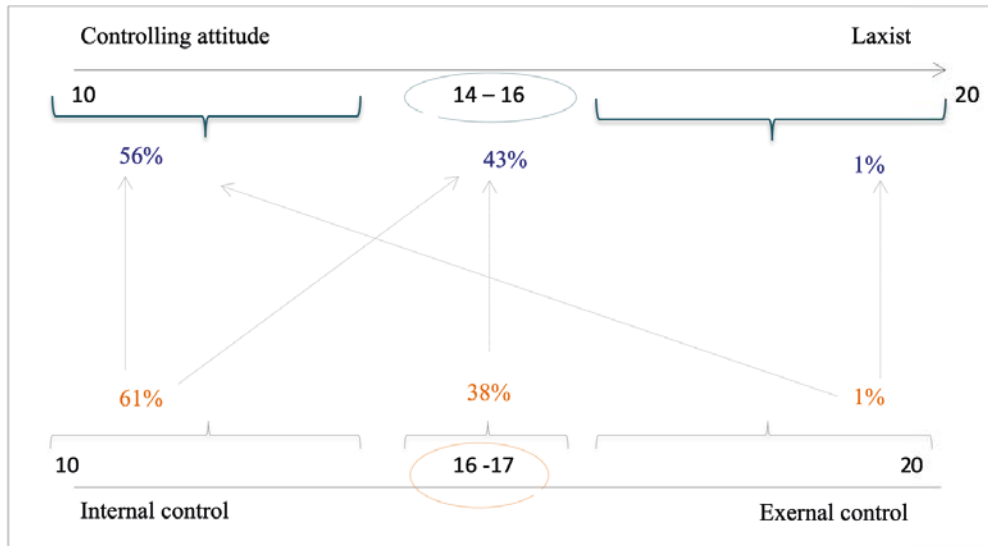 Controlling attitude Laxist
10 14 – 16 20
56% 43% 1%
61% 38% 1%
10 16 -17 20
Internal control Exernal control